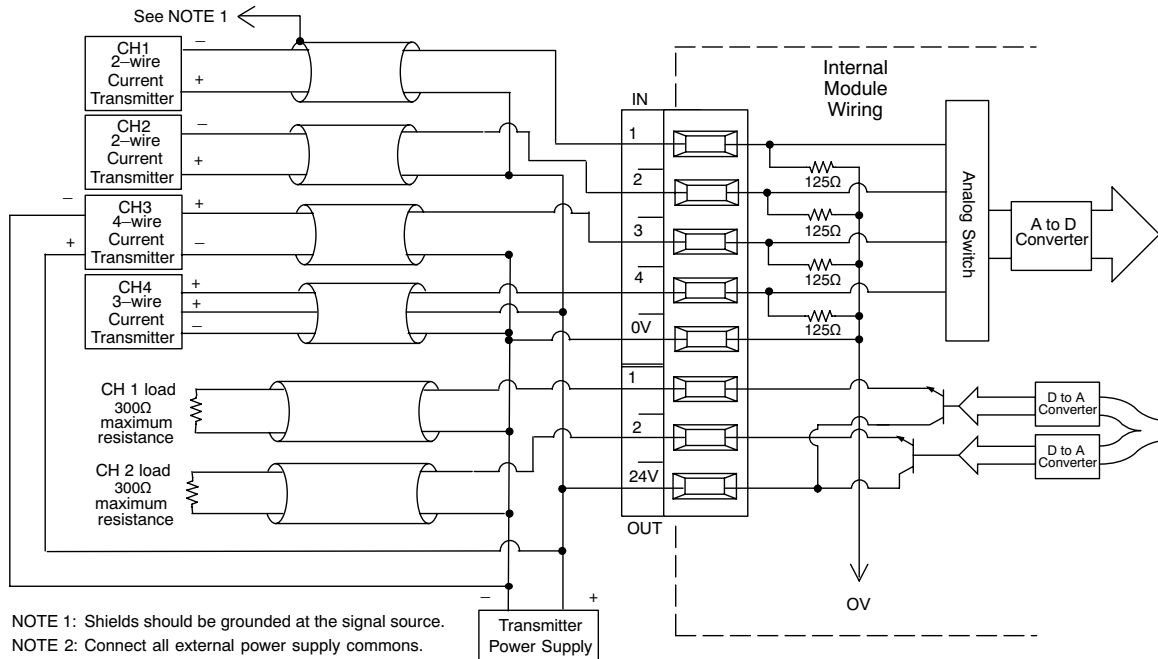 See NOTE 1
CH1
2–wire
Current
Transmitter
–
+
CH2
2–wire
Current
Transmitter
–
+
CH3
4–wire
Current
Transmitter
–
+
+
–
CH4
3–wire
Current
Transmitter
+
+
–
CH 1 load
300Ω
maximum
resistance
CH 2 load
300Ω
maximum
resistance
IN
1
2
3
4
0V
1
2
24V
OUT
Internal
Module
Wiring
125Ω
125Ω
125Ω
125Ω
Analog Switch
A to D
Converter
D to A
Converter
D to A
Converter
OV
–
+
Transmitter
Power Supply
NOTE 1: Shields should be grounded at the signal source.
NOTE 2: Connect all external power supply commons.